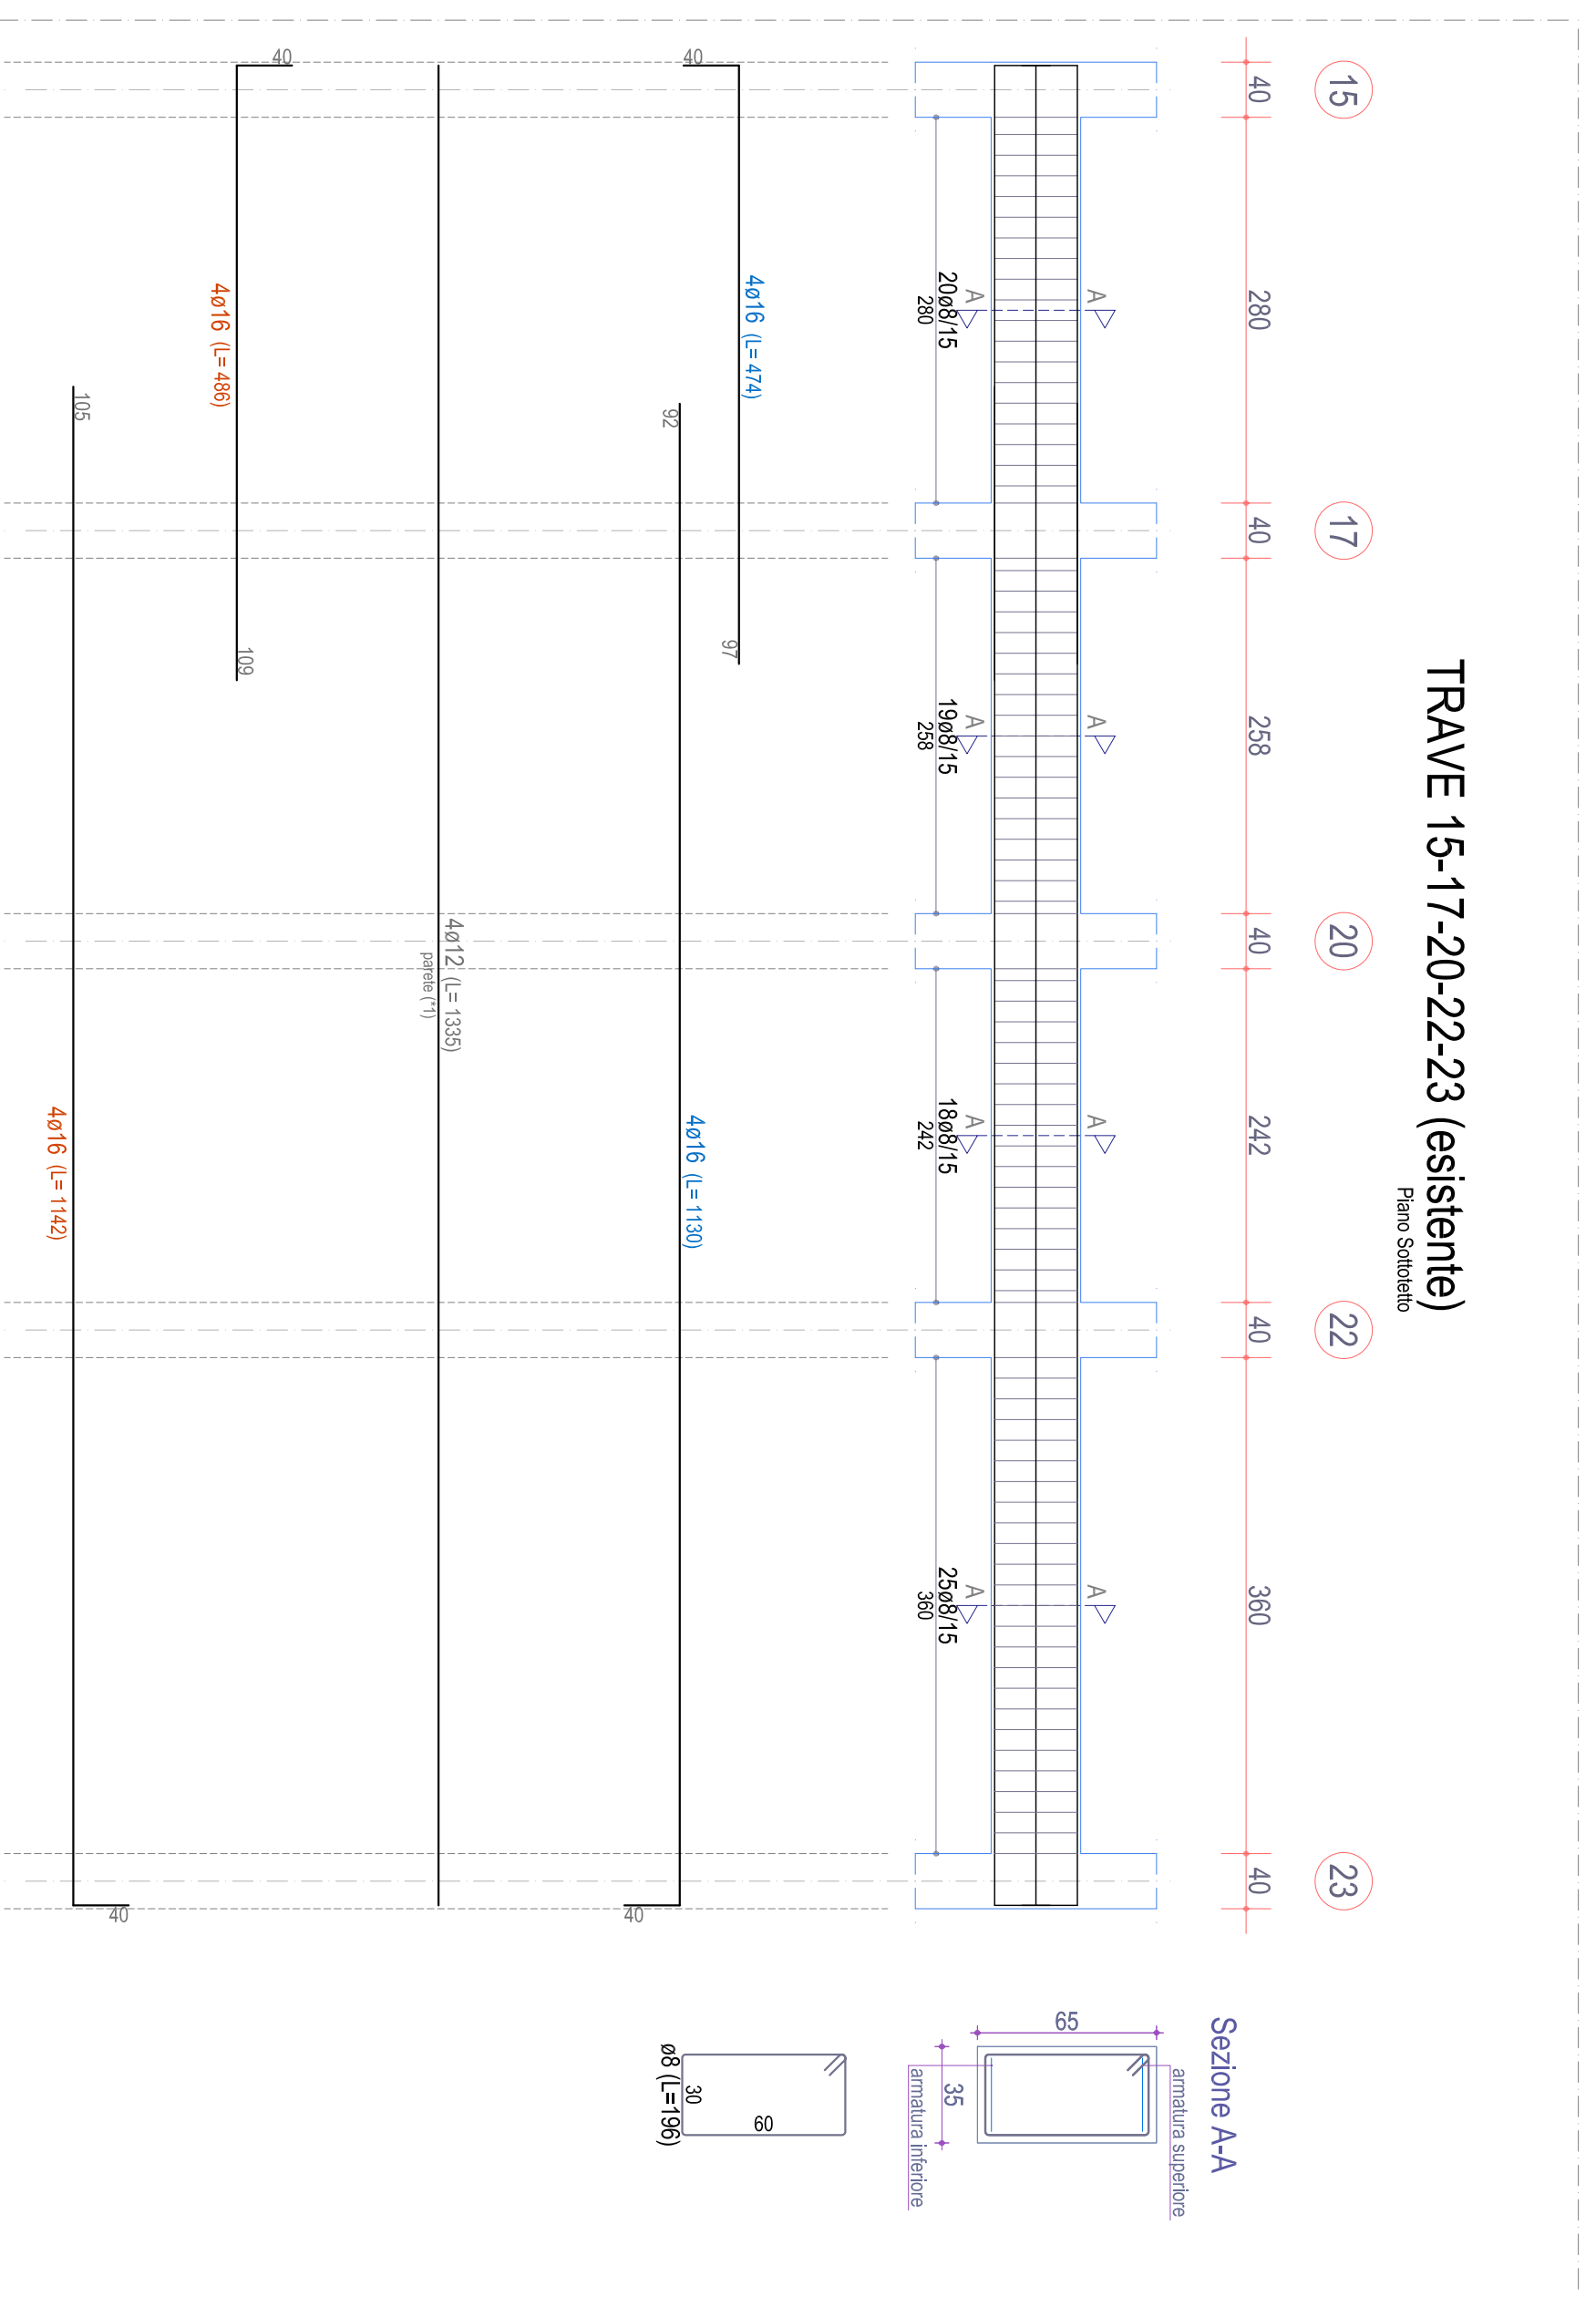 TRAVE 15-17-20-22-23 (esistente)
Piano Sottotetto
15
17
20
22
23
40
280
40
258
40
242
40
360
40
A
A
A
A
A
A
A
A
20ø8/15
280
19ø8/15
258
18ø8/15
242
25ø8/15
360
4ø16 (L= 474)
40
97
4ø16 (L= 1130)
92
40
4ø12 (L= 1335)
parete (*1)
4ø16 (L= 486)
40
109
4ø16 (L= 1142)
105
40
Sezione A-A
armatura superiore
65
35
armatura inferiore
60
30
ø8 (L=196)